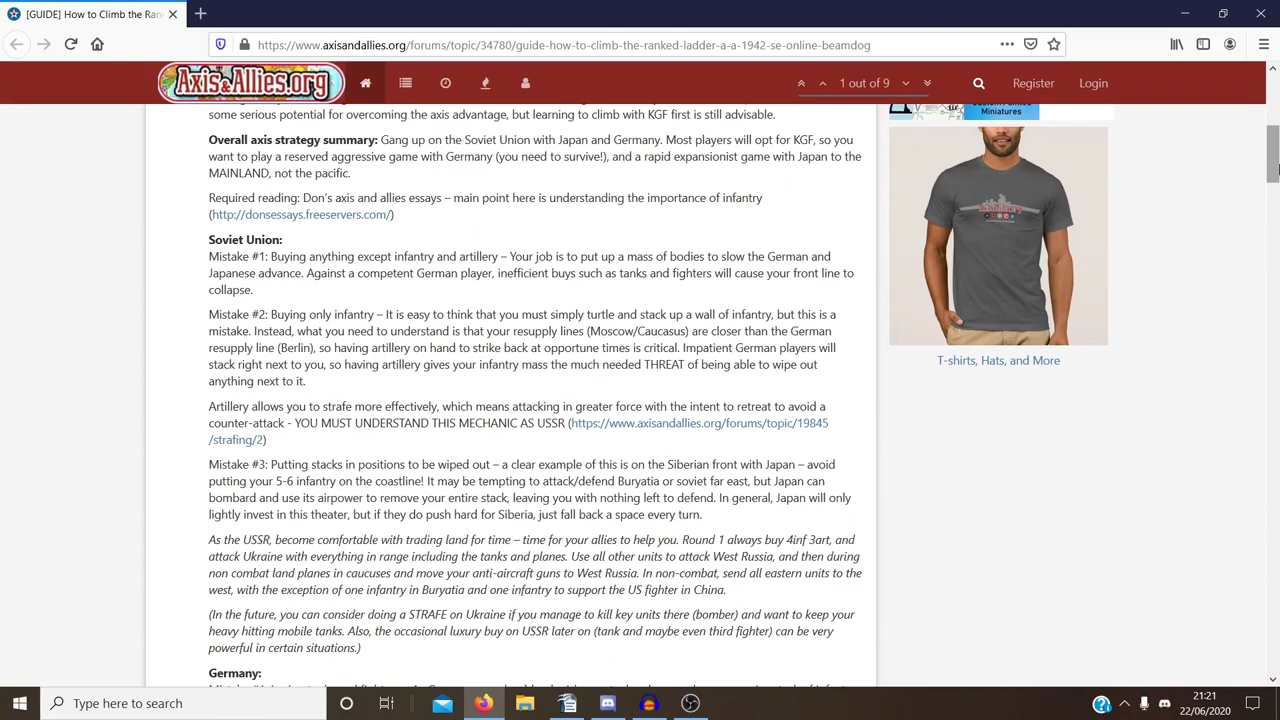 [GUIDE] How to Climb the Ran
https://www.axisandallies.org/forums/topic/34780/guide-how-to-climb-the-ranked-ladder-a-a-1942-se-online-beamdog
Axis&Allies.org
1 out of 9
Register
Login
some serious potential for overcoming the axis advantage, but learning to climb with KGF first is still advisable.
Overall axis strategy summary: Gang up on the Soviet Union with Japan and Germany. Most players will opt for KGF, so you
want to play a reserved aggressive game with Germany (you need to survive!), and a rapid expansionist game with Japan to the
MAINLAND, not the pacific.
Required reading: Don's axis and allies essays – main point here is understanding the importance of infantry
(http://donsessays.freeservers.com/)
Soviet Union:
Mistake #1: Buying anything except infantry and artillery – Your job is to put up a mass of bodies to slow the German and
Japanese advance. Against a competent German player, inefficient buys such as tanks and fighters will cause your front line to
collapse.
Mistake #2: Buying only infantry – It is easy to think that you must simply turtle and stack up a wall of infantry, but this is a
mistake. Instead, what you need to understand is that your resupply lines (Moscow/Caucasus) are closer than the German
resupply line (Berlin), so having artillery on hand to strike back at opportune times is critical. Impatient German players will
stack right next to you, so having artillery gives your infantry mass the much needed THREAT of being able to wipe out
anything next to it.
Artillery allows you to strafe more effectively, which means attacking in greater force with the intent to retreat to avoid a
counter-attack - YOU MUST UNDERSTAND THIS MECHANIC AS USSR (https://www.axisandallies.org/forums/topic/19845
/strafing/2)
Mistake #3: Putting stacks in positions to be wiped out – a clear example of this is on the Siberian front with Japan – avoid
putting your 5-6 infantry on the coastline! It may be tempting to attack/defend Buryatia or soviet far east, but Japan can
bombard and use its airpower to remove your entire stack, leaving you with nothing left to defend. In general, Japan will only
lightly invest in this theater, but if they do push hard for Siberia, just fall back a space every turn.
As the USSR, become comfortable with trading land for time – time for your allies to help you. Round 1 always buy 4inf 3art, and
attack Ukraine with everything in range including the tanks and planes. Use all other units to attack West Russia, and then during
non combat land planes in caucuses and move your anti-aircraft guns to West Russia. In non-combat, send all eastern units to the
west, with the exception of one infantry in Buryatia and one infantry to support the US fighter in China.
(In the future, you can consider doing a STRAFE on Ukraine if you manage to kill key units there (bomber) and want to keep your
heavy hitting mobile tanks. Also, the occasional luxury buy on USSR later on (tank and maybe even third fighter) can be very
powerful in certain situations.)
Germany:
Miniatures
T-shirts, Hats, and More
Type here to search
21:21
22/06/2020